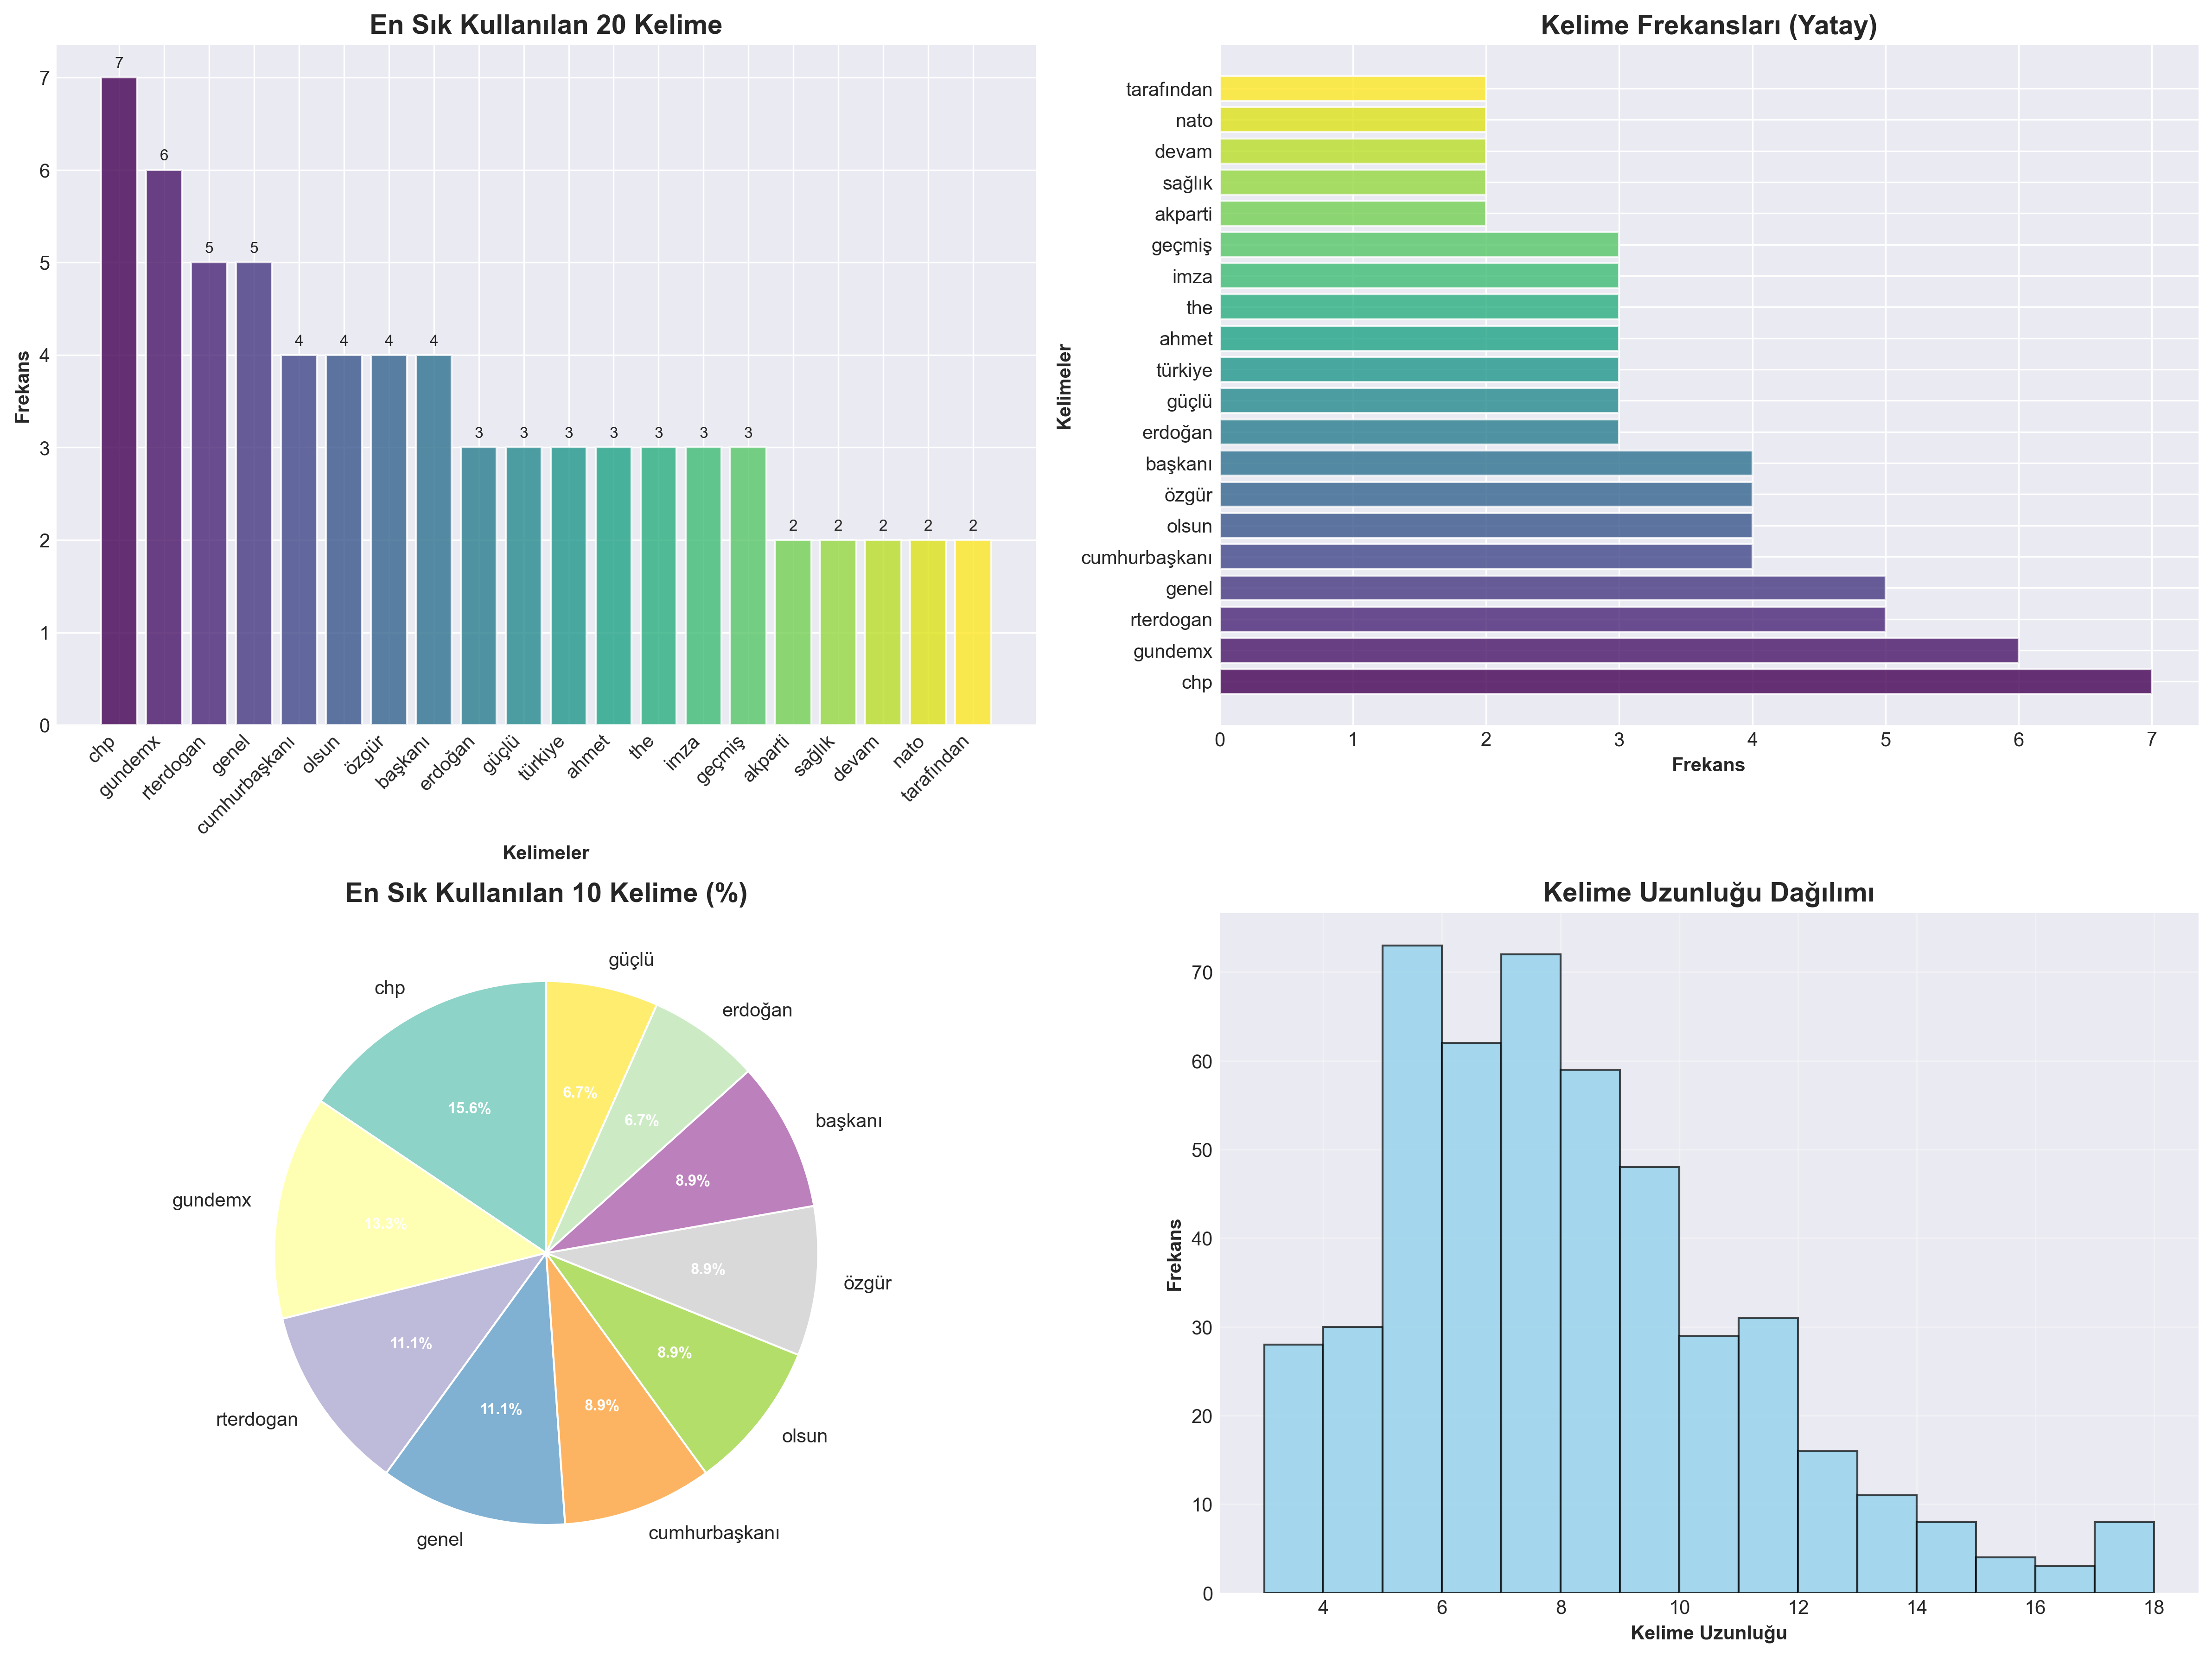 En Sık Kullanılan 20 Kelime
Frekans
7
6
5
4
3
2
1
0
7
6
5
5
4
4
4
4
3
3
3
3
3
3
3
2
2
2
2
2
chp
gundemx
rterdogan
genel
cumhurbaşkanı
olsun
özgür
başkanı
erdoğan
güçlü
türkiye
ahmet
the
imza
geçmiş
akparti
sağlık
devam
nato
tarafından
Kelimeler
Kelime Frekansları (Yatay)
Kelimeler
tarafından
nato
devam
sağlık
akparti
geçmiş
imza
the
ahmet
türkiye
güçlü
erdoğan
başkanı
özgür
olsun
cumhurbaşkanı
genel
rterdogan
gundemx
chp
0 1 2 3 4 5 6 7
Frekans
En Sık Kullanılan 10 Kelime (%)
chp
15.6%
gundemx
13.3%
rterdogan
11.1%
genel
11.1%
cumhurbaşkanı
8.9%
olsun
8.9%
özgür
8.9%
başkanı
8.9%
erdoğan
6.7%
güçlü
6.7%
Kelime Uzunluğu Dağılımı
Frekans
70
60
50
40
30
20
10
0
4 6 8 10 12 14 16 18
Kelime Uzunluğu